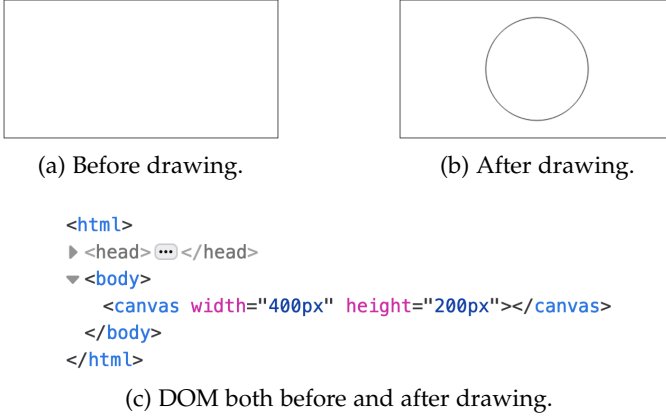 (a) Before drawing.
(b) After drawing.
<html>
<head>•••</head>
<body>
<canvas width="400px" height="200px"></canvas>
</body>
</html>
(c) DOM both before and after drawing.